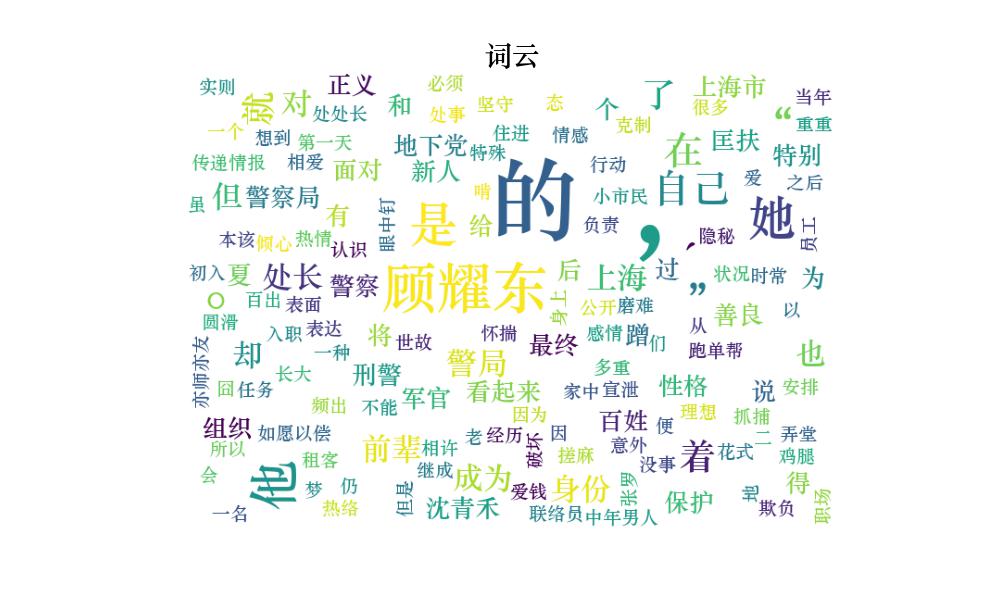 词云
实则
正义
必须
上海市
了
当年
就
对
处处长
和
处事
坚守
态
个
很多
“
重重
一个
想到
第一天
地下党
特殊
住进
情感
克制
在
匡扶
特别
传递情报
相爱
面对
新人
的
行动
自己
爱
之后
虽
但
警察局
啃
小市民
她
有
眼中钉
是
给
负责
，
、
隐秘
员工
本该
倾心
热情
认识
初入
夏
处长
警察
顾耀东
后
上海
过
”
状况
时常
为
。
百出
表面
身上
公开
磨难
善良
以
圆滑
入职
表达
将
世故
怀揣
最终
感情
蹭
们
从
跑单帮
亦师亦友
却
一种
警局
也
长大
刑警
多重
囧
任务
军官
看起来
家中
宣泄
性格
说
安排
频出
不能
因为
百姓
便
理想
抓捕
二
组织
如愿以偿
前辈
相许
老
经历
破坏
因
意外
没事
着
花式
弄堂
所以
租客
搓麻
鸡腿
会
他
梦
仍
继成
成为
爱钱
身份
张罗
保护
得
一名
热络
但是
沈青禾
联络员
中年男人
欺负
职场